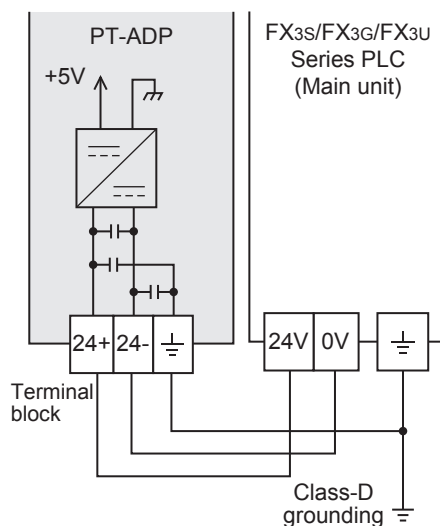 PT-ADP
+5V
FX3S/FX3G/FX3U
Series PLC
(Main unit)
24+
24-
24V
0V
Terminal
block
Class-D
grounding